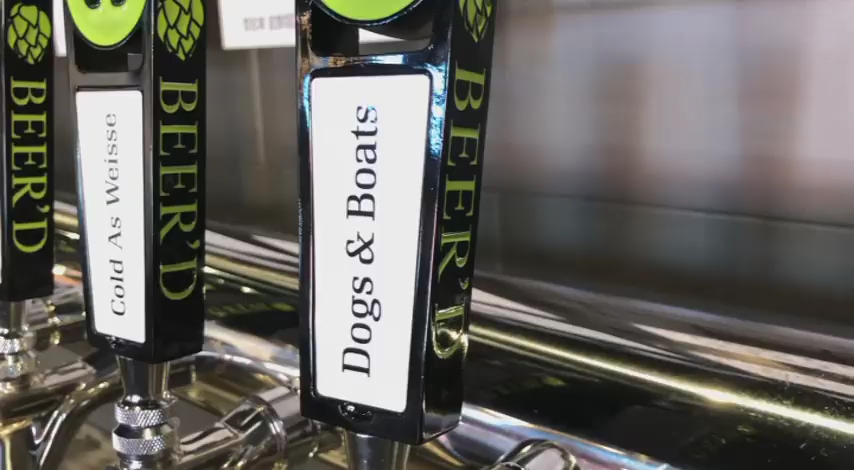 BEER'D
Cold As Weisse
BEER'D
Dogs & Boats
BEER'D